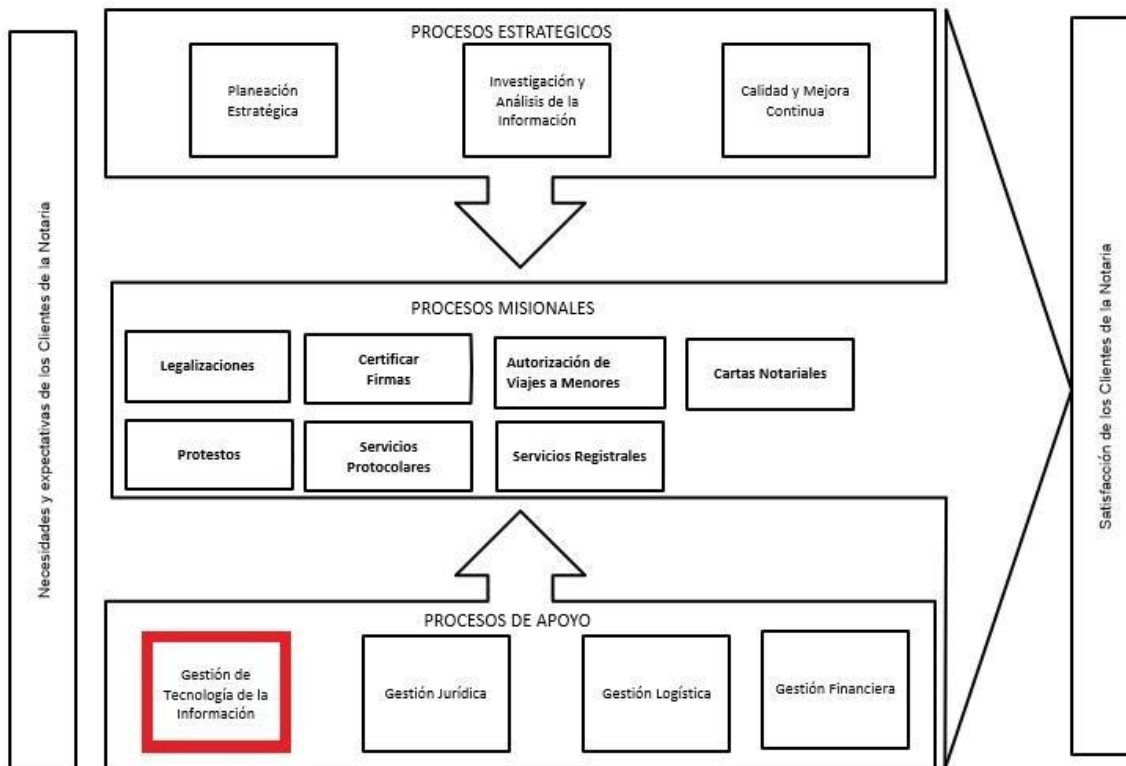 Necesidades y expectativas de los Clientes de la Notaria
PROCESOS ESTRATEGICOS
Planeación
Estratégica
Investigación y
Análisis de la
Información
Calidad y Mejora
Continua
PROCESOS MISIONALES
Legalizaciones
Certificar
Firmas
Autorización de
Viajes a Menores
Cartas Notariales
Protestos
Servicios
Protocolares
Servicios Registrales
PROCESOS DE APOYO
Gestión de
Tecnología de la
Información
Gestión Jurídica
Gestión Logística
Gestión Financiera
Satisfacción de los Clientes de la Notaria